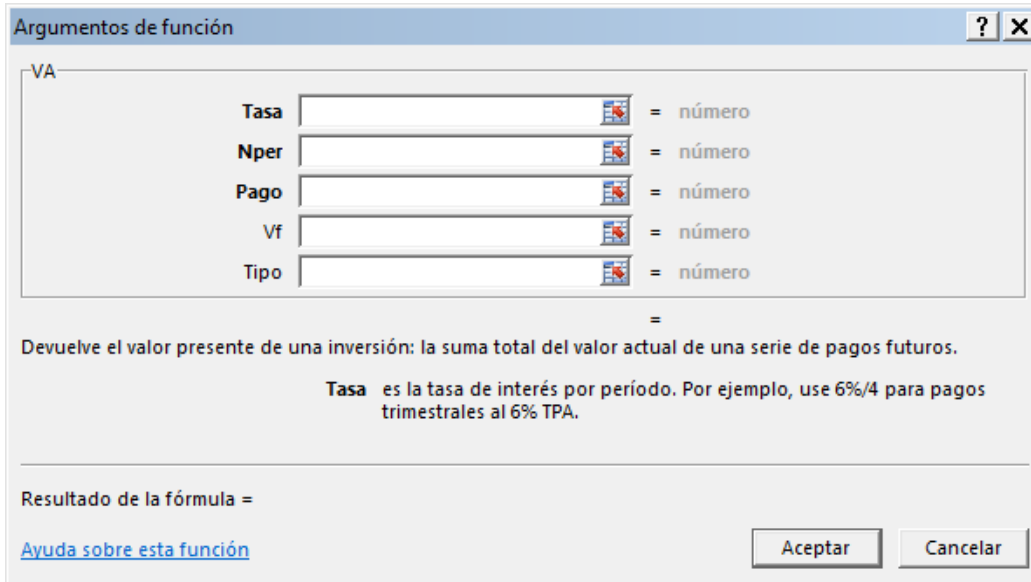 Argumentos de función
? X
VA
Tasa = número
Nper = número
Pago = número
Vf = número
Tipo = número
=
Devuelve el valor presente de una inversión: la suma total del valor actual de una serie de pagos futuros.
Tasa es la tasa de interés por período. Por ejemplo, use 6%/4 para pagos
trimestrales al 6% TPA.
Resultado de la fórmula =
Ayuda sobre esta función Aceptar Cancelar